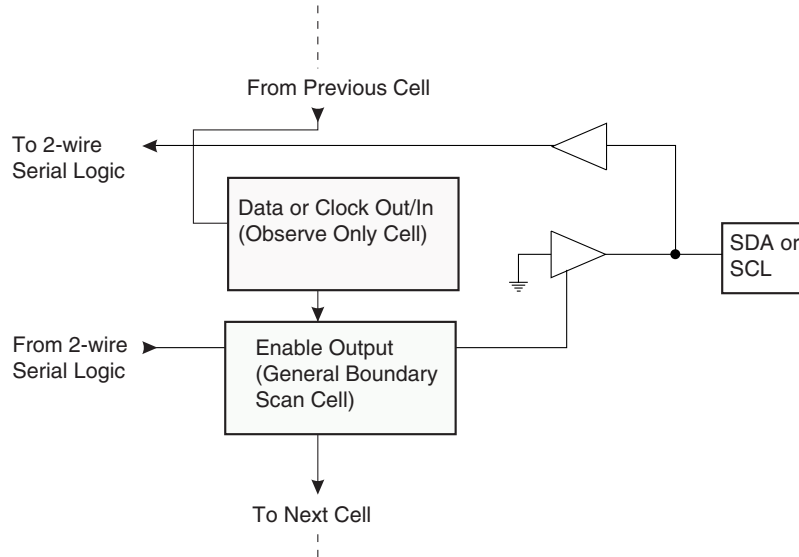 From Previous Cell
To 2-wire
Serial Logic
Data or Clock Out/In
(Observe Only Cell)
SDA or
SCL
From 2-wire
Serial Logic
Enable Output
(General Boundary
Scan Cell)
To Next Cell